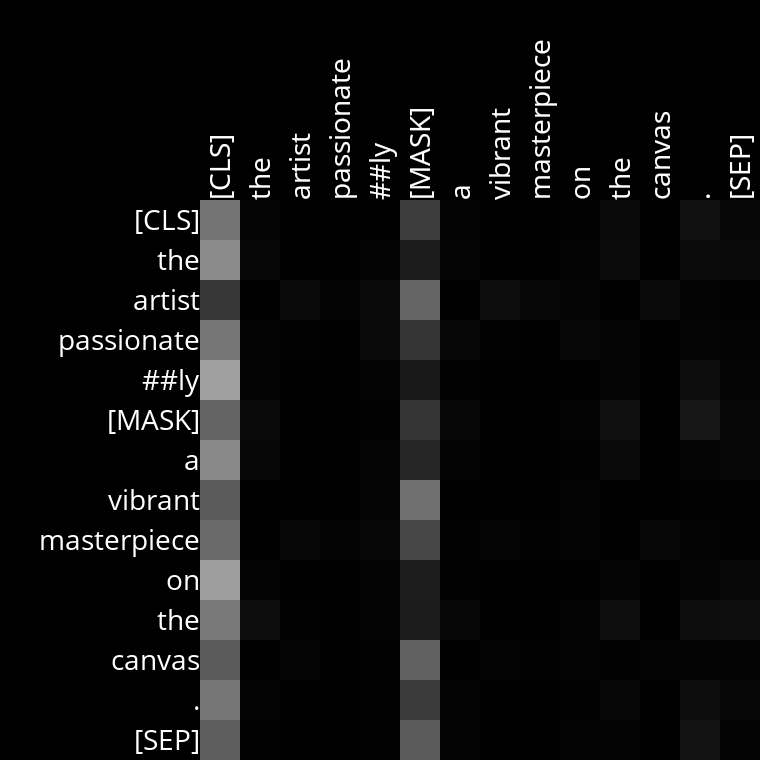 [CLS] the artist passionate ##ly [MASK] a vibrant masterpiece on the canvas . [SEP]
[CLS]
the
artist
passionate
##ly
[MASK]
a
vibrant
masterpiece
on
the
canvas
.
[SEP]